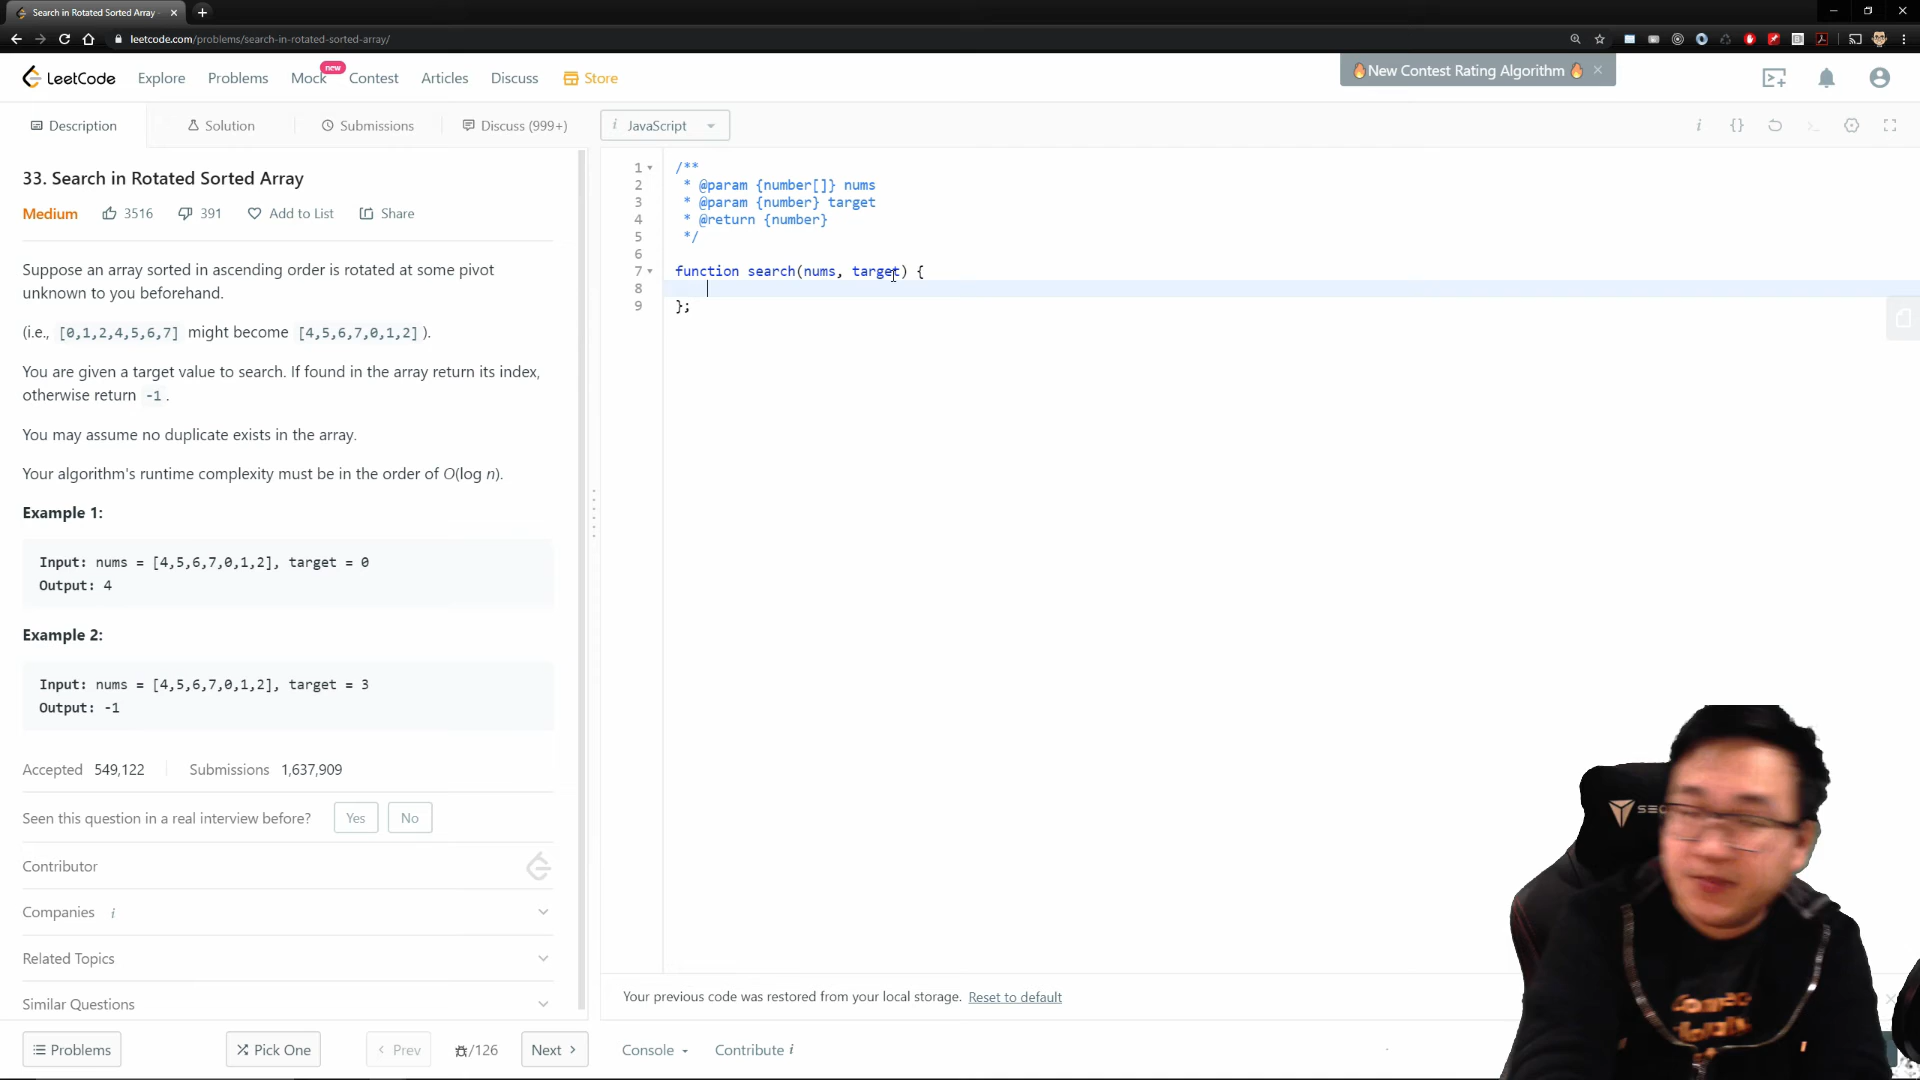 Search in Rotated Sorted Array
leetcode.com/problems/search-in-rotated-sorted-array/
LeetCode
Explore
Problems
Mock
new
Contest
Articles
Discuss
Store
🔥New Contest Rating Algorithm 🔥
Description
Solution
Submissions
Discuss (999+)
i JavaScript
33. Search in Rotated Sorted Array
Medium 3516 391 Add to List Share
Suppose an array sorted in ascending order is rotated at some pivot
unknown to you beforehand.
(i.e., [0,1,2,4,5,6,7] might become [4,5,6,7,0,1,2] ).
You are given a target value to search. If found in the array return its index,
otherwise return -1 .
You may assume no duplicate exists in the array.
Your algorithm's runtime complexity must be in the order of O(log n).
Example 1:
Input: nums = [4,5,6,7,0,1,2], target = 0
Output: 4
Example 2:
Input: nums = [4,5,6,7,0,1,2], target = 3
Output: -1
Accepted 549,122 Submissions 1,637,909
Seen this question in a real interview before? Yes No
Contributor
Companies i
Related Topics
Similar Questions
Problems
Pick One
Prev
/126
Next
1 /**
2 * @param {number[]} nums
3 * @param {number} target
4 * @return {number}
5 */
6
7 function search(nums, target) {
8
9 };
Your previous code was restored from your local storage. Reset to default
Console
Contribute i